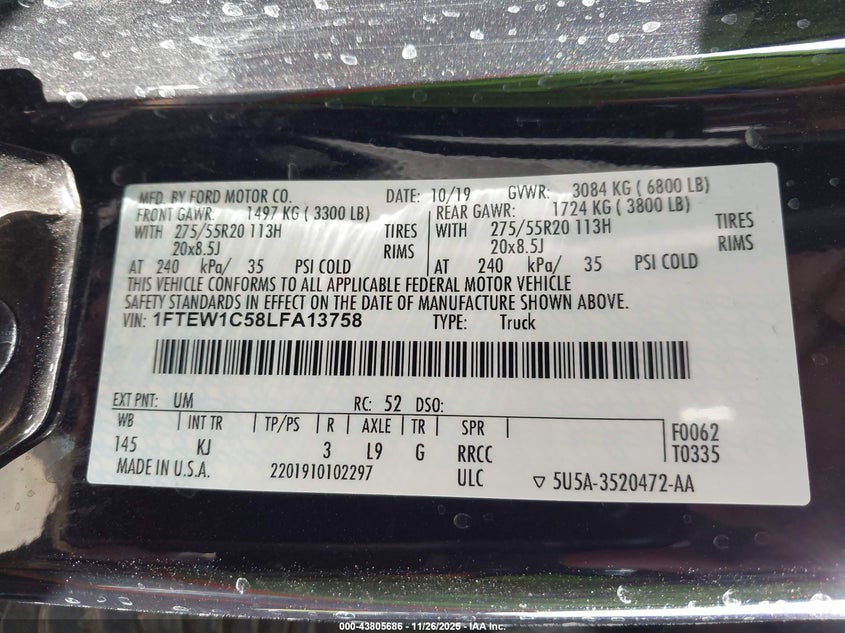 MFD. BY FORD MOTOR CO. DATE: 10/19 GVWR: 3084 KG ( 6800 LB)
FRONT GAWR: 1497 KG ( 3300 LB) REAR GAWR: 1724 KG ( 3800 LB)
WITH 275/55R20 113H TIRES WITH 275/55R20 113H TIRES
20x8.5J RIMS 20x8.5J RIMS
AT 240 kPa/ 35 PSI COLD AT 240 kPa/ 35 PSI COLD
THIS VEHICLE CONFORMS TO ALL APPLICABLE FEDERAL MOTOR VEHICLE
SAFETY STANDARDS IN EFFECT ON THE DATE OF MANUFACTURE SHOWN ABOVE.
VIN: 1FTEW1C58LFA13758 TYPE: Truck
EXT PNT: UM RC: 52 DSO:
WB INT TR TP/PS R AXLE TR SPR F0062
145 KJ 3 L9 G RRCC T0335
MADE IN U.S.A. 2201910102297 ULC ▽ 5U5A-3520472-AA
000-43805686 - 11/26/2025 - IAA Inc.